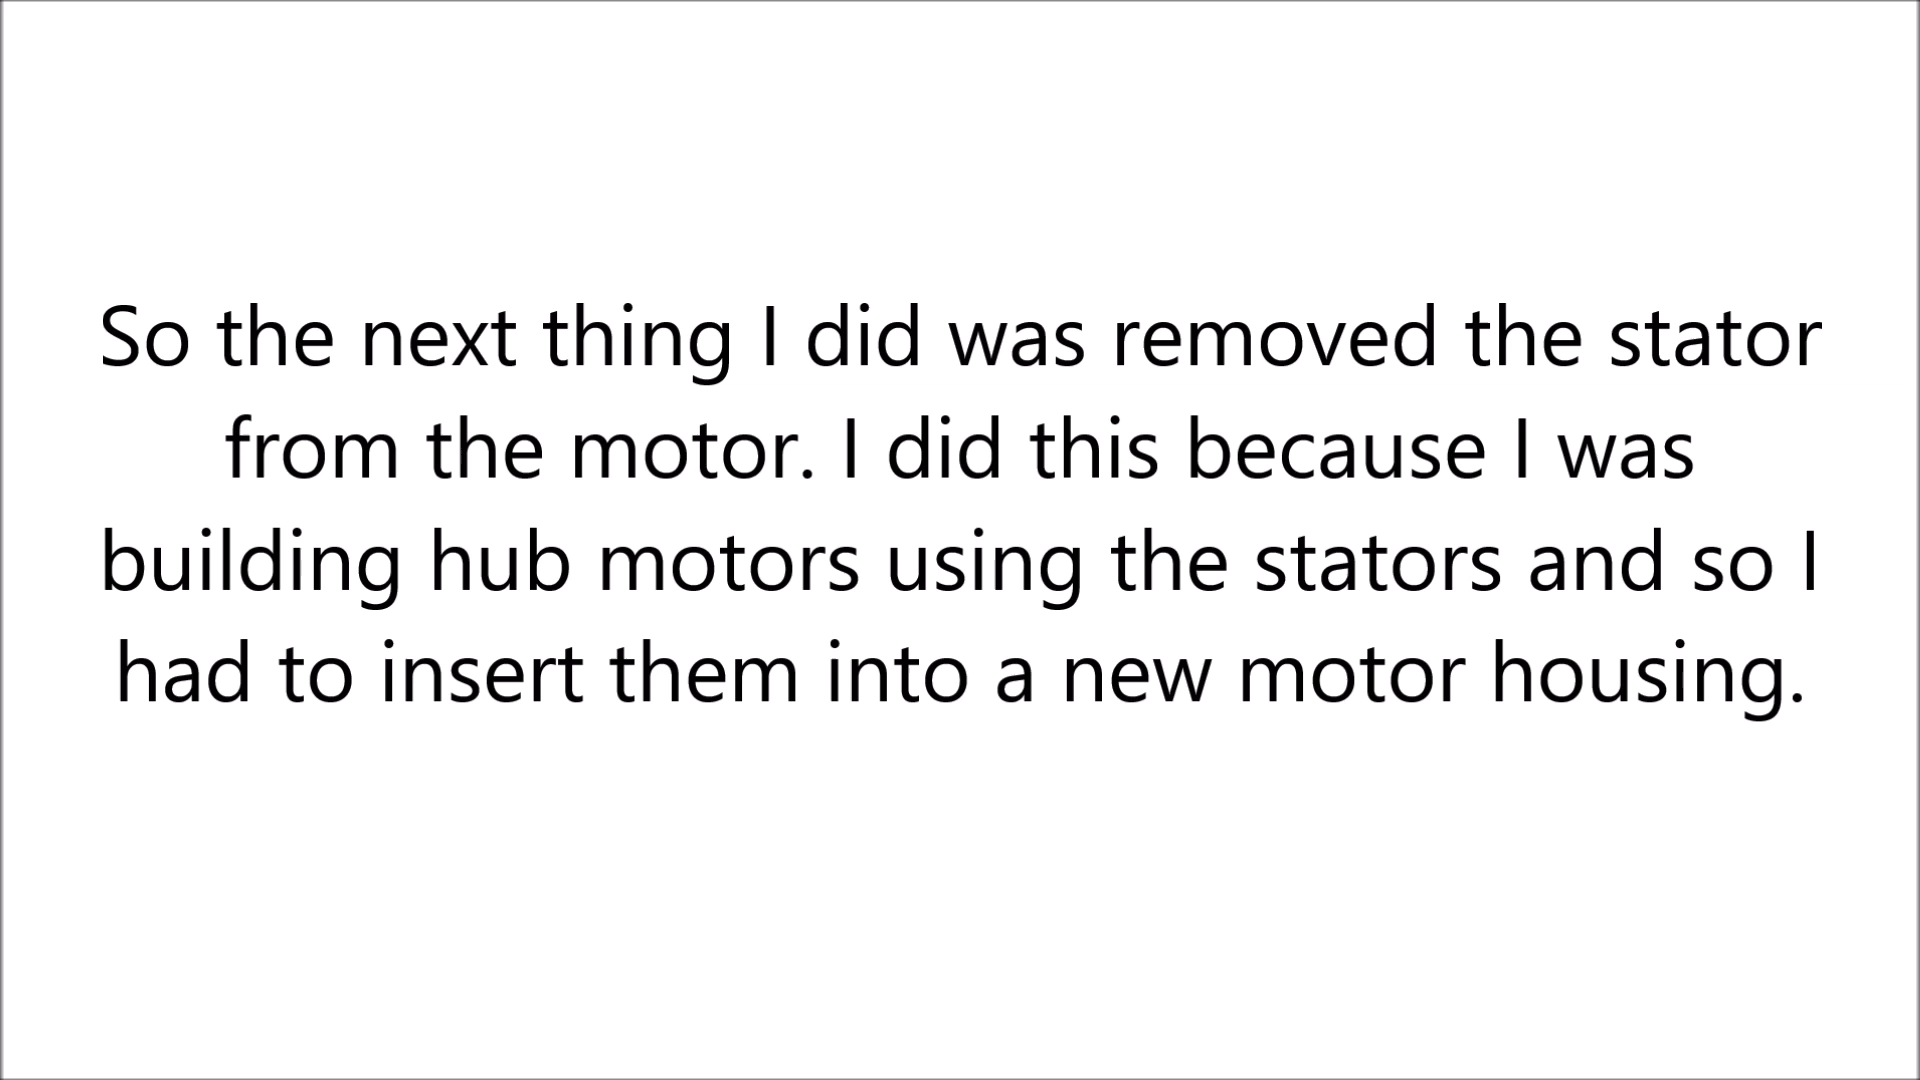 So the next thing I did was removed the stator
from the motor. I did this because I was
building hub motors using the stators and so I
had to insert them into a new motor housing.